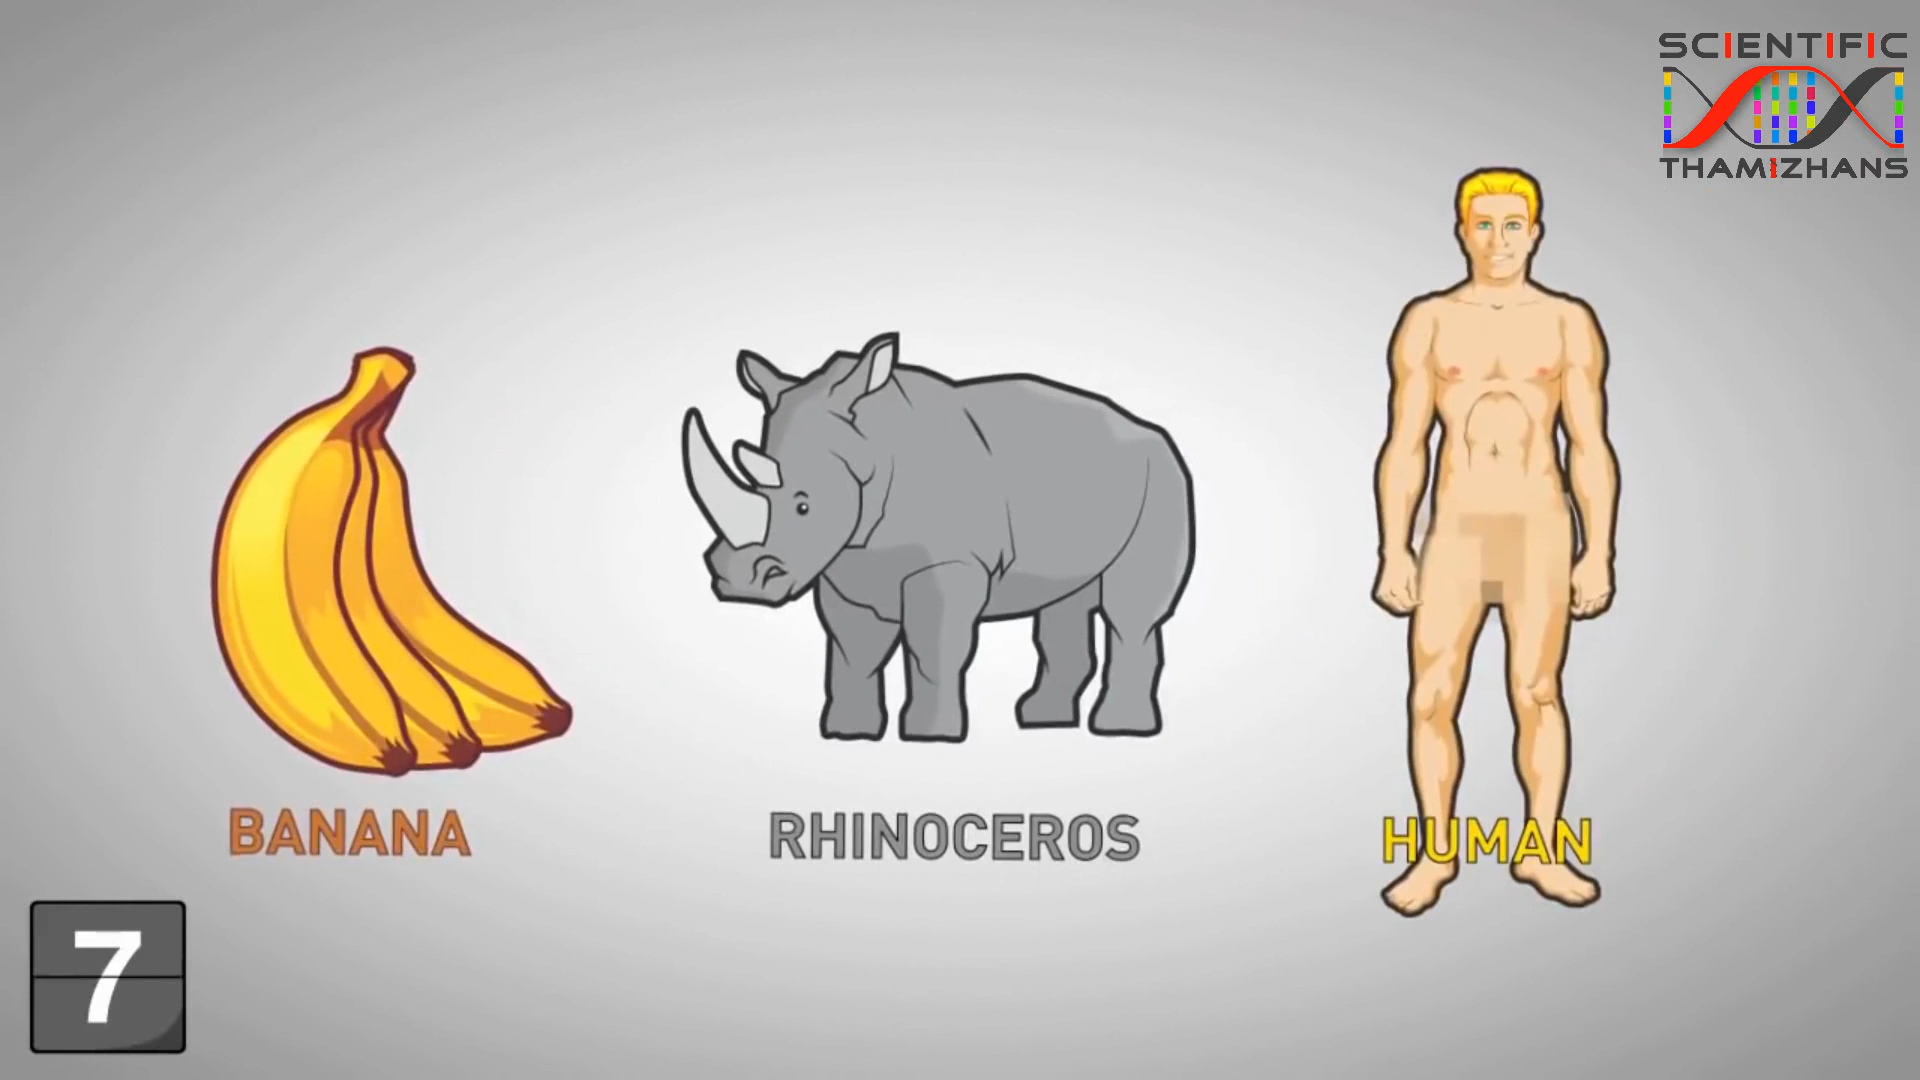 SCIENTIFIC
THAMIZHANS
BANANA
RHINOCEROS
HUMAN
7